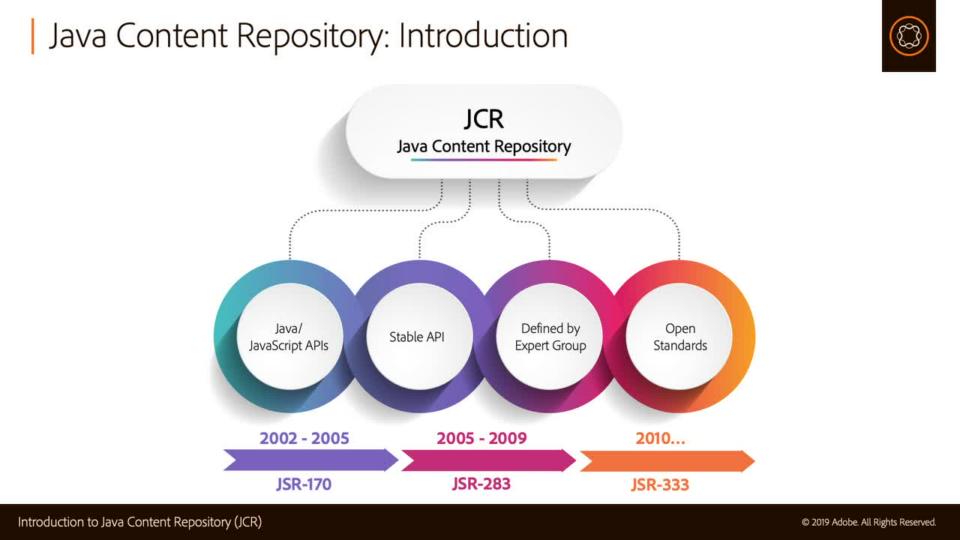 Java Content Repository: Introduction
JCR
Java Content Repository
Java/
JavaScript APIs
Stable API
Defined by
Expert Group
Open
Standards
2002 - 2005
2005 - 2009
2010...
JSR-170
JSR-283
JSR-333
Introduction to Java Content Repository (JCR)
© 2019 Adobe. All Rights Reserved.